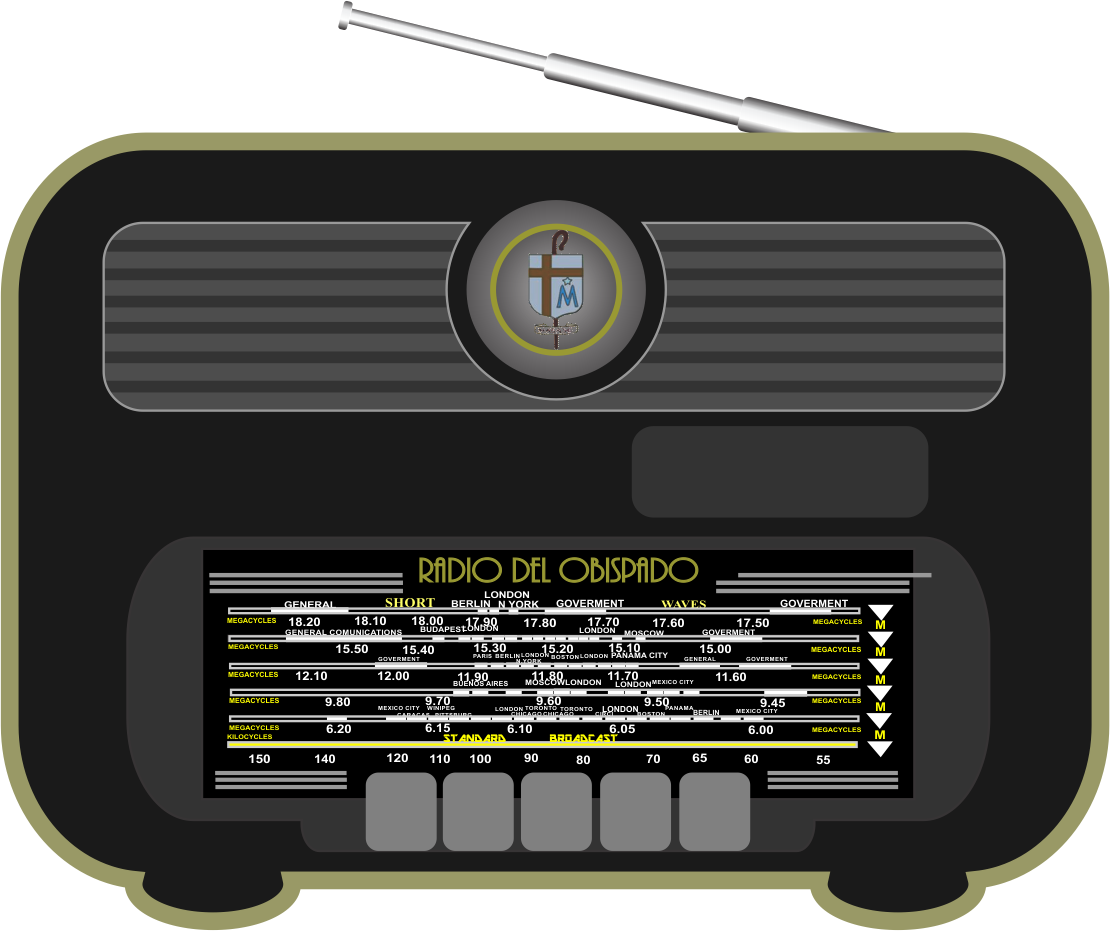 RADIO DEL OBISPADO
LONDON
GENERAL SHORT BERLIN N YORK GOVERMENT WAVES GOVERMENT
MEGACYCLES 18.20 18.10 18.00 17.90 17.80 17.70 17.60 17.50 MEGACYCLES M
GENERAL COMUNICATIONS BUDAPEST LONDON LONDON MOSCOW GOVERMENT
MEGACYCLES 15.50 15.40 15.30 15.20 15.10 15.00 MEGACYCLES M
GOVERMENT PARIS BERLIN LONDON BOSTON LONDON PANAMA CITY GENERAL GOVERMENT
N YORK
MEGACYCLES 12.10 12.00 11.90 11.80 11.70 11.60 MEGACYCLES M
BUENOS AIRES MOSCOW LONDON LONDON MEXICO CITY
MEGACYCLES 9.80 9.70 9.60 9.50 9.45 MEGACYCLES M
MEXICO CITY WINIPEG LONDON TORONTO TORONTO LONDON PANAMA BERLIN MEXICO CITY
CARACAS PITTSBURG CHICAGO CHICAGO BOSTON
MEGACYCLES 6.20 6.15 6.10 6.05 6.00 MEGACYCLES M
KILOCYCLES STANDARD BROADCAST
150 140 120 110 100 90 80 70 65 60 55